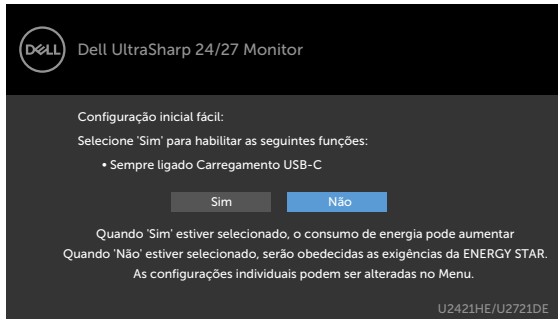 DELL
Dell UltraSharp 24/27 Monitor
Configuração inicial fácil:
Selecione 'Sim' para habilitar as seguintes funções:
• Sempre ligado Carregamento USB-C
Sim Não
Quando 'Sim' estiver selecionado, o consumo de energia pode aumentar
Quando 'Não' estiver selecionado, serão obedecidas as exigências da ENERGY STAR.
As configurações individuais podem ser alteradas no Menu.
U2421HE/U2721DE